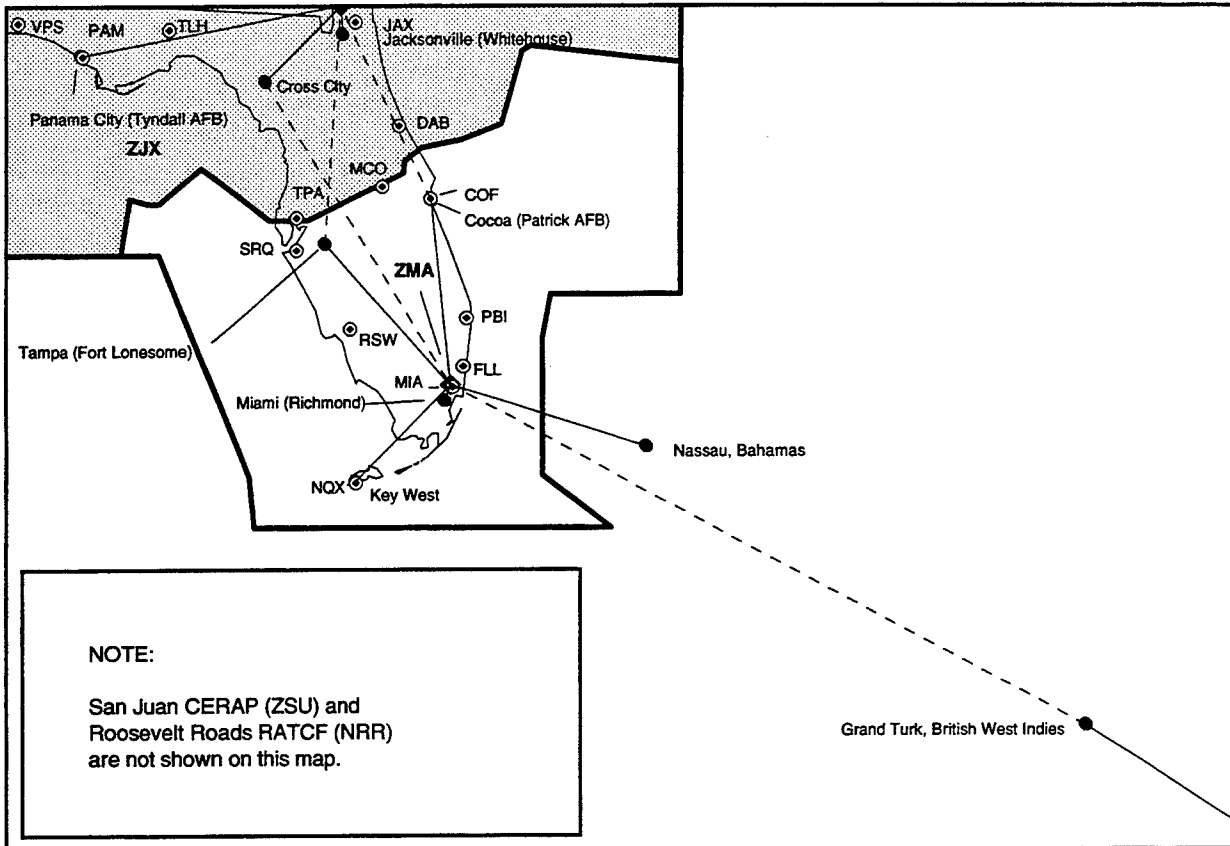 VPS
PAM
TLH
JAX
Jacksonville (Whitehouse)
Cross City
Panama City (Tyndall AFB)
ZJX
DAB
MCO
TPA
COF
Cocoa (Patrick AFB)
SRQ
ZMA
PBI
RSW
Tampa (Fort Lonesome)
FLL
MIA
Miami (Richmond)
Nassau, Bahamas
NQX
Key West
NOTE:
San Juan CERAP (ZSU) and
Roosevelt Roads RATCF (NRR)
are not shown on this map.
Grand Turk, British West Indies